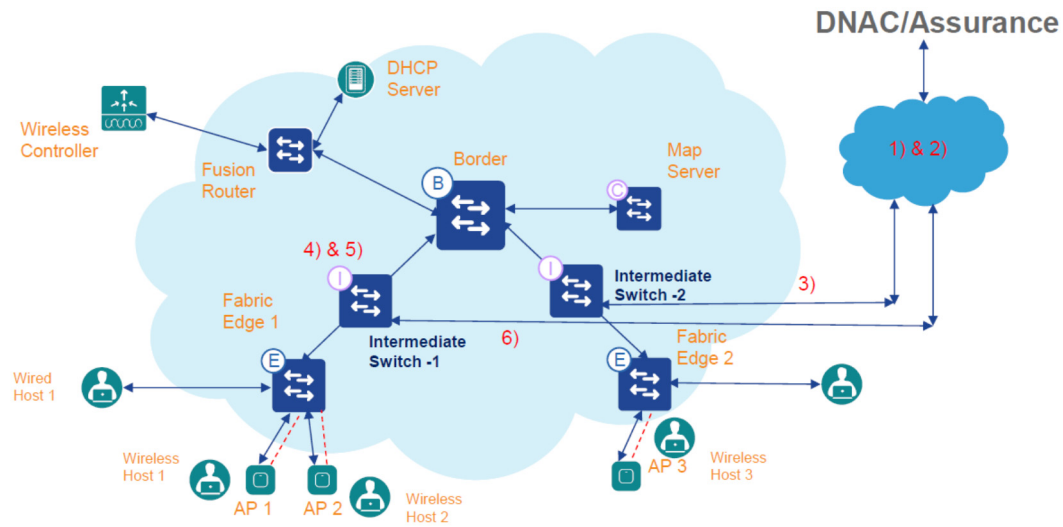 DNAC/Assurance
DHCP
Server
Wireless
Controller
Fusion
Router
Border
Map
Server
1) & 2)
B
C
4) & 5)
I
I
Intermediate
Switch -2
3)
Fabric
Edge 1
Intermediate
Switch -1
6)
Fabric
Edge 2
E
E
Wired
Host 1
Wireless
Host 1
AP 1
AP 2
Wireless
Host 2
AP 3
Wireless
Host 3